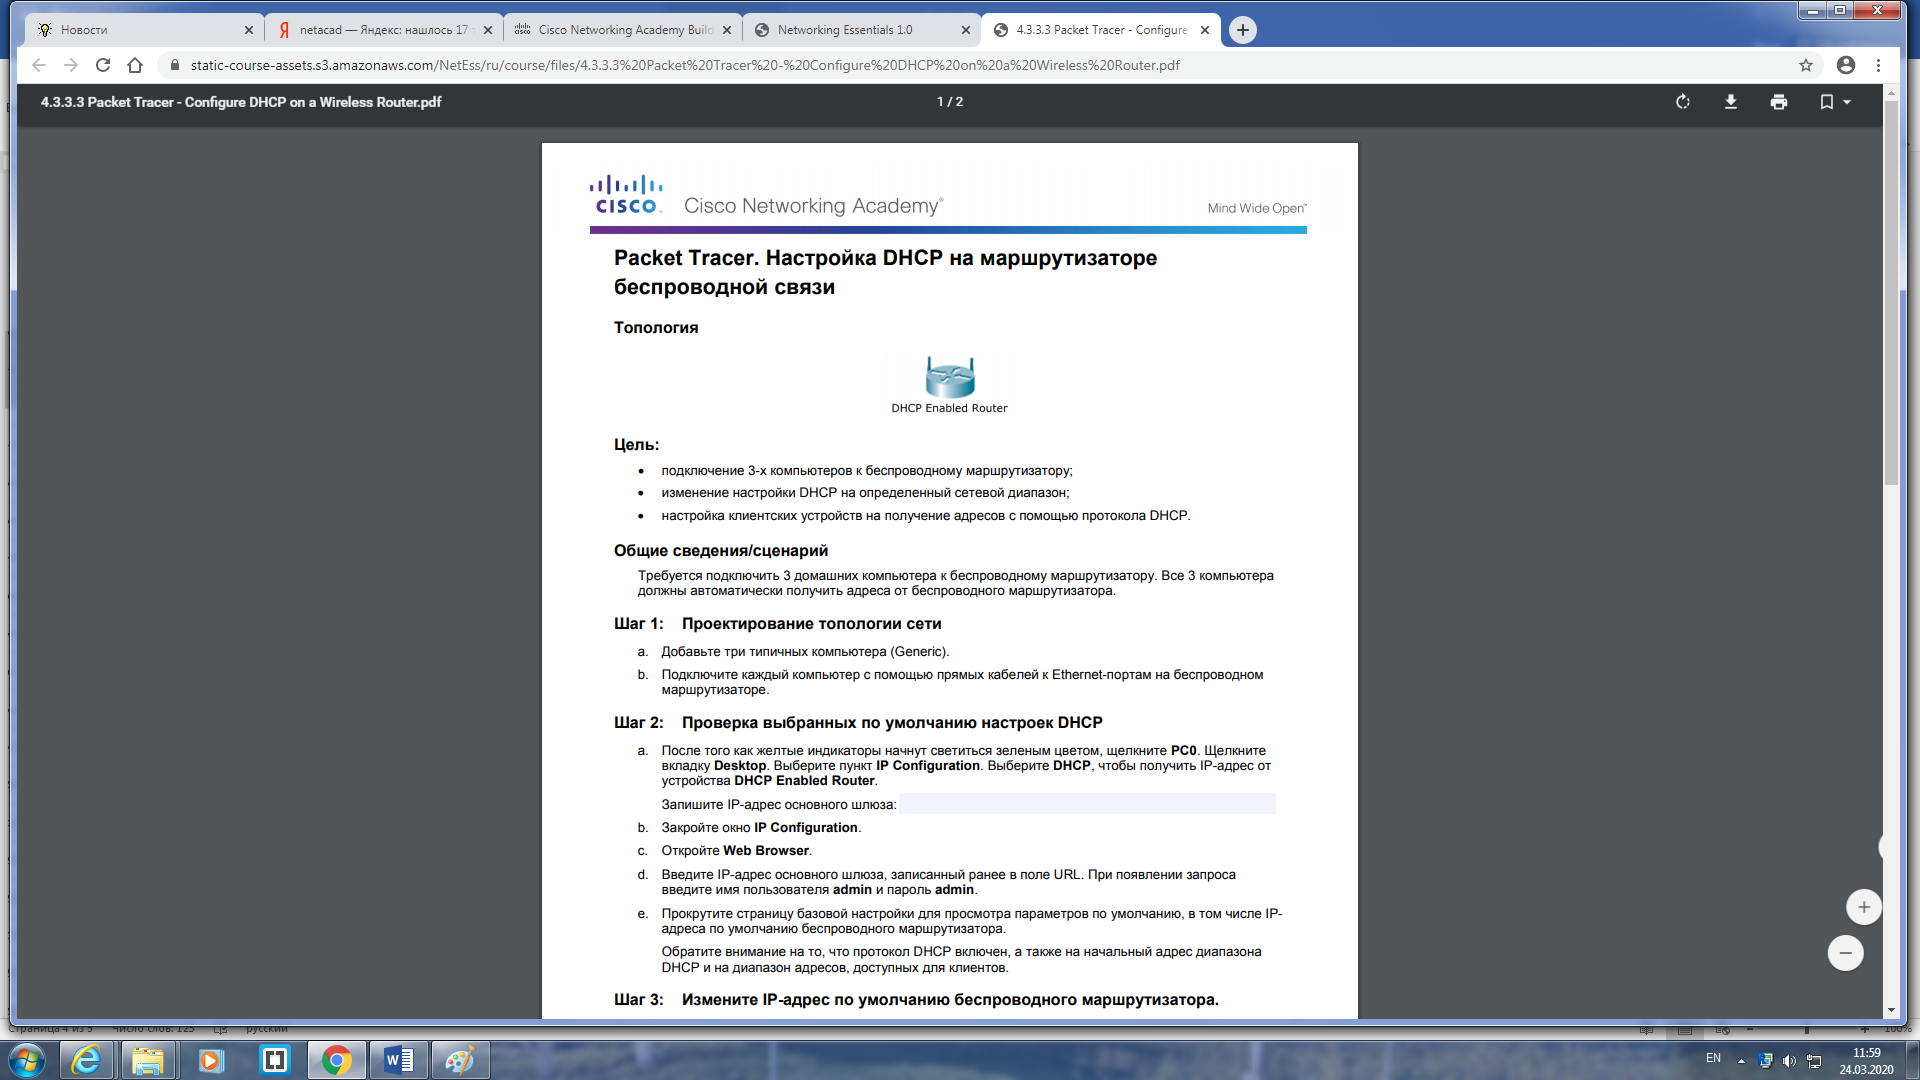 Новости
netacad — Яндекс: нашлось 17 т
Cisco Networking Academy Build
Networking Essentials 1.0
4.3.3.3 Packet Tracer - Configure
static-course-assets.s3.amazonaws.com/NetEss/ru/course/files/4.3.3.3%20Packet%20Tracer%20-%20Configure%20DHCP%20on%20a%20Wireless%20Router.pdf
4.3.3.3 Packet Tracer - Configure DHCP on a Wireless Router.pdf
1 / 2
CISCO
Cisco Networking Academy®
Mind Wide Open™
Packet Tracer. Настройка DHCP на маршрутизаторе
беспроводной связи
Топология
DHCP Enabled Router
Цель:
• подключение 3-х компьютеров к беспроводному маршрутизатору;
• изменение настройки DHCP на определенный сетевой диапазон;
• настройка клиентских устройств на получение адресов с помощью протокола DHCP.
Общие сведения/сценарий
Требуется подключить 3 домашних компьютера к беспроводному маршрутизатору. Все 3 компьютера
должны автоматически получить адреса от беспроводного маршрутизатора.
Шаг 1: Проектирование топологии сети
a. Добавьте три типичных компьютера (Generic).
b. Подключите каждый компьютер с помощью прямых кабелей к Ethernet-портам на беспроводном
маршрутизаторе.
Шаг 2: Проверка выбранных по умолчанию настроек DHCP
a. После того как желтые индикаторы начнут светиться зеленым цветом, щелкните PC0. Щелкните
вкладку Desktop. Выберите пункт IP Configuration. Выберите DHCP, чтобы получить IP-адрес от
устройства DHCP Enabled Router.
Запишите IP-адрес основного шлюза:
b. Закройте окно IP Configuration.
c. Откройте Web Browser.
d. Введите IP-адрес основного шлюза, записанный ранее в поле URL. При появлении запроса
введите имя пользователя admin и пароль admin.
e. Прокрутите страницу базовой настройки для просмотра параметров по умолчанию, в том числе IP-
адреса по умолчанию беспроводного маршрутизатора.
Обратите внимание на то, что протокол DHCP включен, а также на начальный адрес диапазона
DHCP и на диапазон адресов, доступных для клиентов.
Шаг 3: Измените IP-адрес по умолчанию беспроводного маршрутизатора.
Страница 4 из 5 Число слов: 125 русский
100%
EN
11:59
24.03.2020